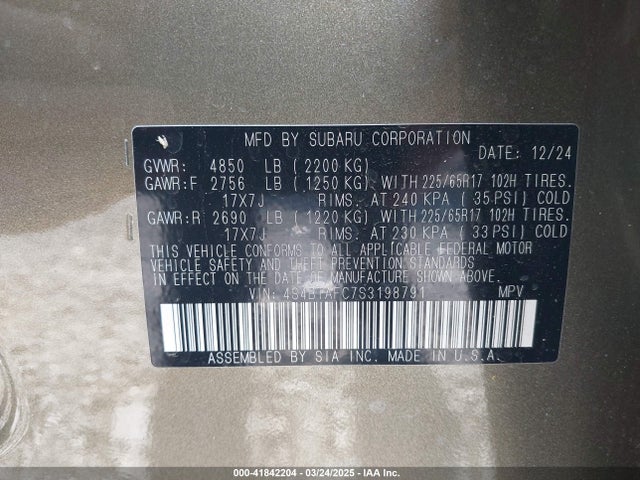 MFD BY SUBARU CORPORATION
DATE: 12/24
GVWR: 4850 LB ( 2200 KG)
GAWR:F 2756 LB ( 1250 KG) WITH 225/65R17 102H TIRES.
17X7J RIMS. AT 240 KPA ( 35 PSI) COLD
GAWR:R 2690 LB ( 1220 KG) WITH 225/65R17 102H TIRES.
17X7J RIMS. AT 230 KPA ( 33 PSI) COLD
THIS VEHICLE CONFORMS TO ALL APPLICABLE FEDERAL MOTOR
VEHICLE SAFETY AND THEFT PREVENTION STANDARDS
IN EFFECT ON THE DATE OF MANUFACTURE SHOWN ABOVE.
VIN: 4S4BTAFC7S3198791 MPV
ASSEMBLED BY SIA INC. MADE IN U.S.A.
000-41842204 - 03/24/2025 - IAA Inc.